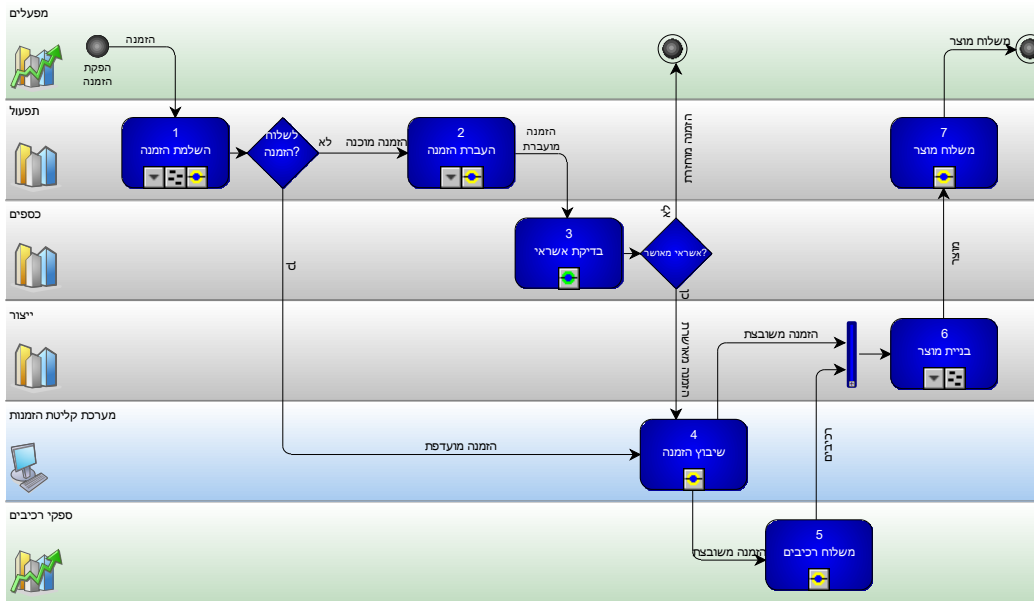 מפעלים
הזמנה
הפקת
הזמנה
משלוח מוצר
תפעול
1
השלמת הזמנה
לשלוח
הזמנה?
לא
הזמנה מוכנה
2
העברת הזמנה
הזמנה
מועברת
הזמנה מוחזרת
לא
7
משלוח מוצר
כספים
3
בדיקת אשראי
אשראי מאושר?
כן
כן
מוצר
ייצור
הזמנה מאושרת
הזמנה משובצת
6
בניית מוצר
מערכת קליטת הזמנות
הזמנה מועדפת
4
שיבוץ הזמנה
רכיבים
ספקי רכיבים
הזמנה משובצת
5
משלוח רכיבים